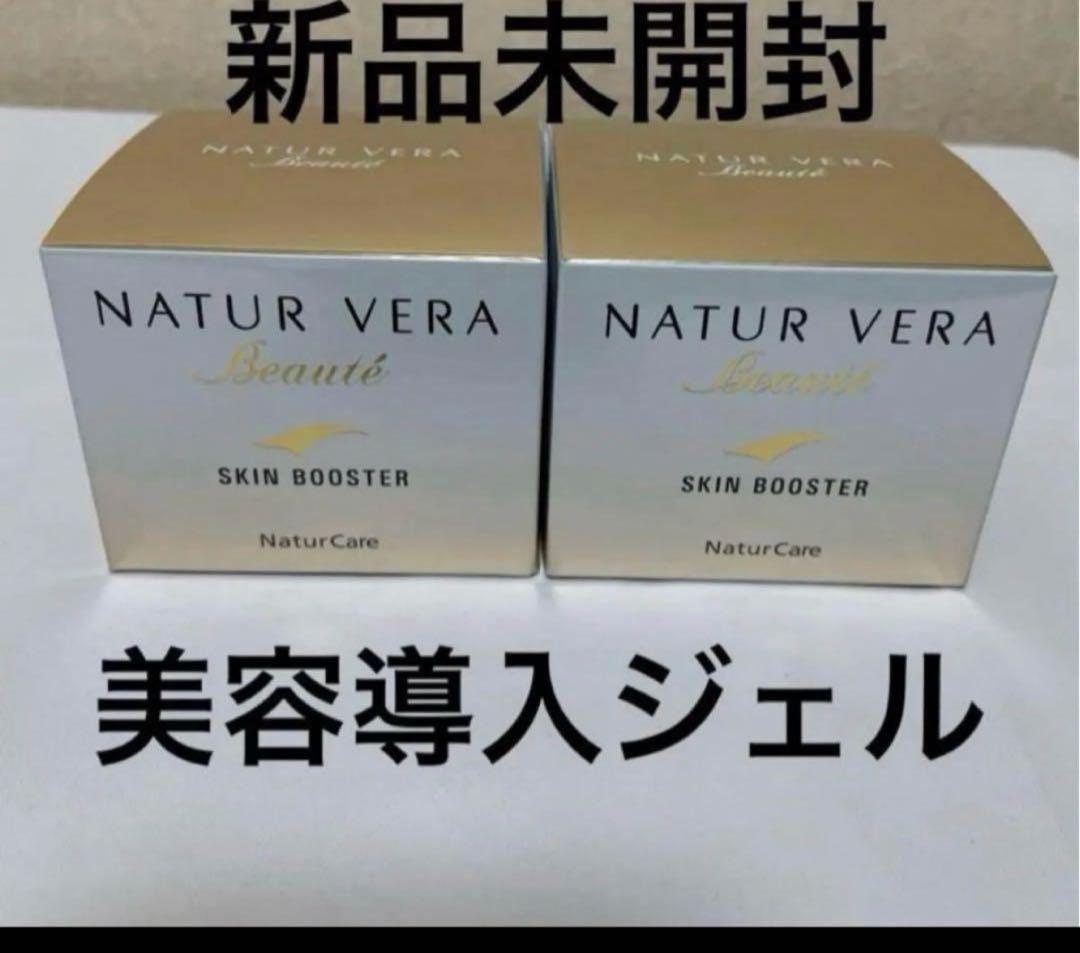 新品未開封
NATUR VERA
Beauté
NATUR VERA
Beauté
NATUR VERA
Beauté
SKIN BOOSTER
NaturCare
NATUR VERA
Beauté
SKIN BOOSTER
NaturCare
美容導入ジェル